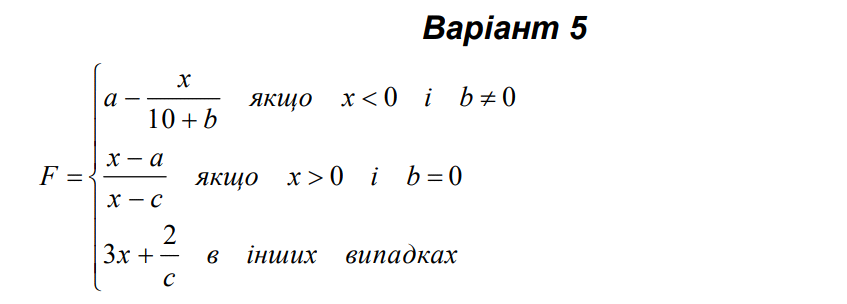 Варіант 5
F = { a − x / (10 + b) якщо x < 0 і b ≠ 0
(x − a) / (x − c) якщо x > 0 і b = 0
3x + 2 / c в інших випадках